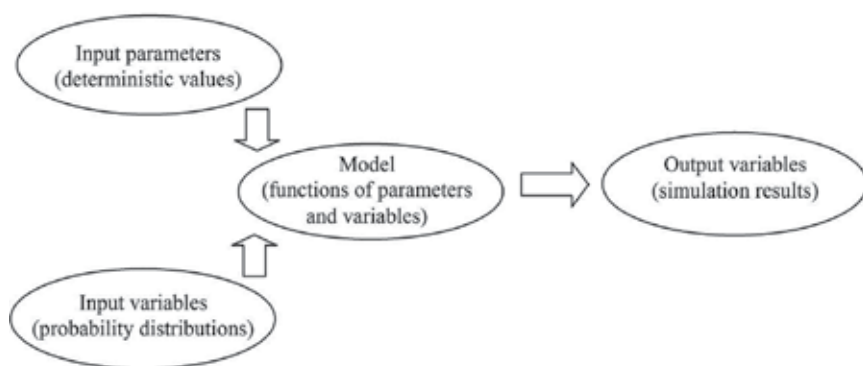 Input parameters
(deterministic values)
Model
(functions of parameters
and variables)
Output variables
(simulation results)
Input variables
(probability distributions)